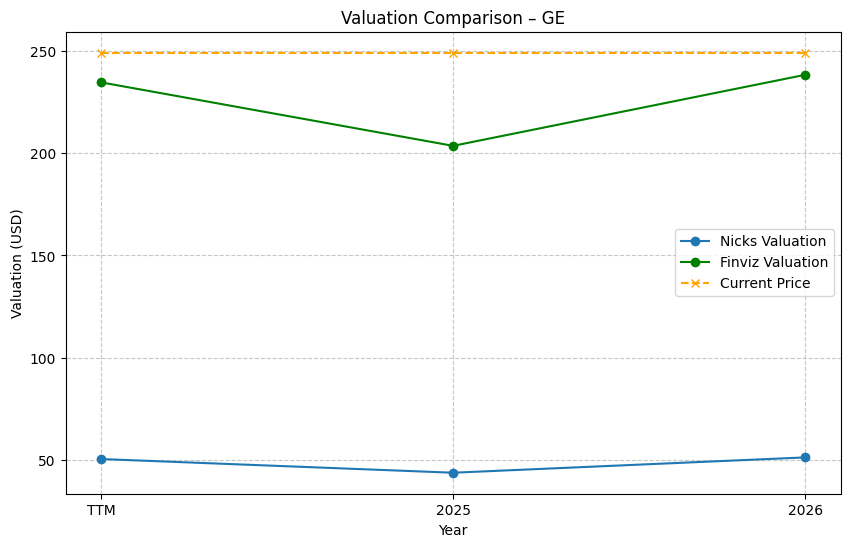 Valuation Comparison – GE
Valuation (USD)
250
200
150
100
50
Nicks Valuation
Finviz Valuation
Current Price
TTM
2025
2026
Year